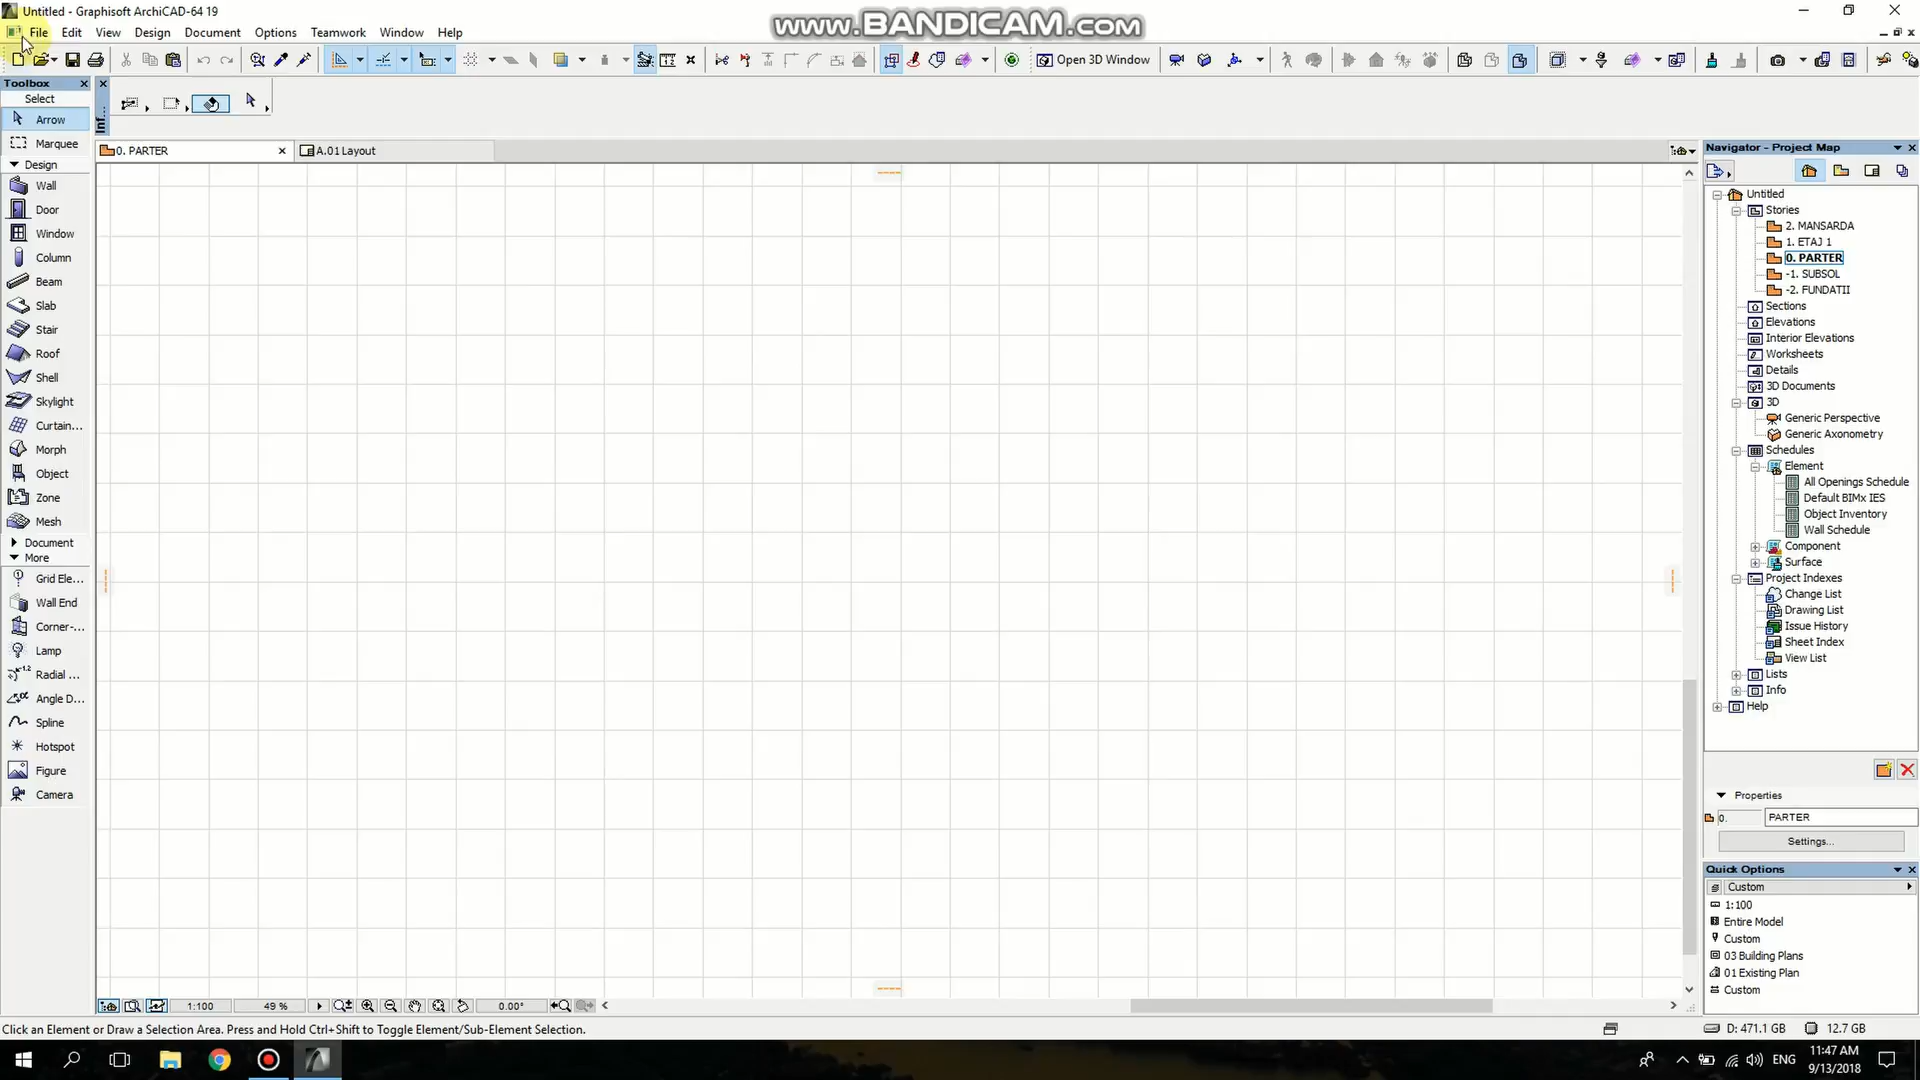 Untitled - Graphisoft ArchiCAD-64 19
www.BANDICAM.com
File Edit View Design Document Options Teamwork Window Help
Open 3D Window
Toolbox
Select
Arrow
Marquee
Design
Wall
Door
Window
Column
Beam
Slab
Stair
Roof
Shell
Skylight
Curtain...
Morph
Object
Zone
Mesh
Document
More
Grid Ele...
Wall End
Corner-...
Lamp
Radial ...
Angle D...
Spline
Hotspot
Figure
Camera
0. PARTER
A.01 Layout
Navigator - Project Map
Untitled
Stories
2. MANSARDA
1. ETAJ 1
0. PARTER
-1. SUBSOL
-2. FUNDATII
Sections
Elevations
Interior Elevations
Worksheets
Details
3D Documents
3D
Generic Perspective
Generic Axonometry
Schedules
Element
All Openings Schedule
Default BIMx IES
Object Inventory
Wall Schedule
Component
Surface
Project Indexes
Change List
Drawing List
Issue History
Sheet Index
View List
Lists
Info
Help
Properties
0. PARTER
Settings...
Quick Options
Custom
1:100
Entire Model
Custom
03 Building Plans
01 Existing Plan
Custom
1:100 49 % 0.00°
Click an Element or Draw a Selection Area. Press and Hold Ctrl+Shift to Toggle Element/Sub-Element Selection.
D: 471.1 GB 12.7 GB
ENG
11:47 AM
9/13/2018